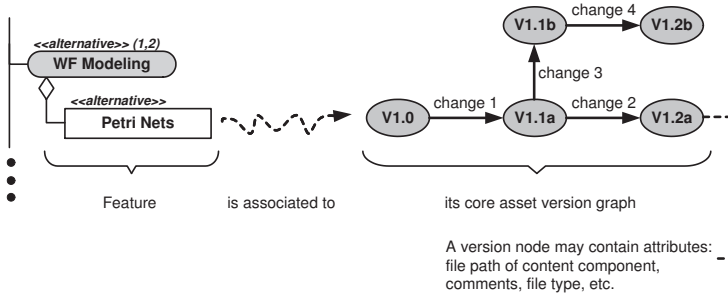 <<alternative>> (1,2)
WF Modeling
<<alternative>>
Petri Nets
change 4
V1.1b
V1.2b
change 3
change 1
change 2
V1.0
V1.1a
V1.2a
Feature
is associated to
its core asset version graph
A version node may contain attributes:
file path of content component,
comments, file type, etc.